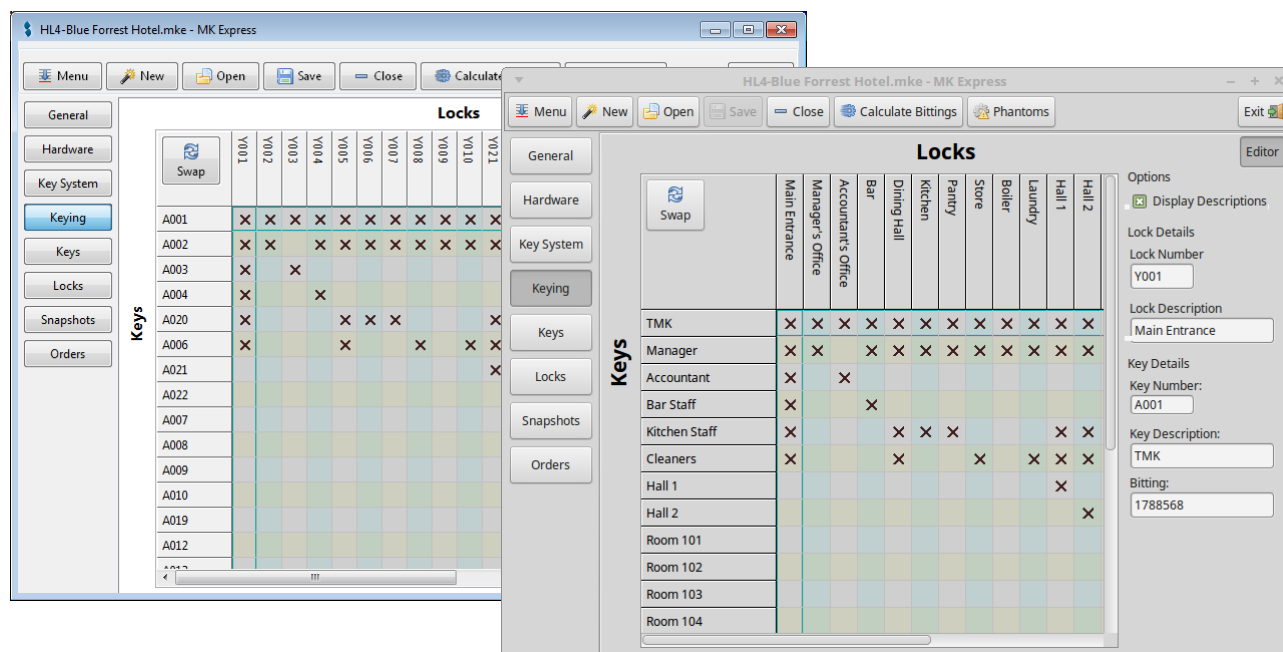 HL4-Blue Forrest Hotel.mke - MK Express
Menu New Open Save Close Calculate
General
Hardware
Key System
Keying
Keys
Locks
Snapshots
Orders
Locks
Swap
Y001 Y002 Y003 Y004 Y005 Y006 Y007 Y008 Y009 Y010 Y021
Keys
A001 X X X X X X X X X X X
A002 X X X X X X X X X X
A003 X X
A004 X X
A020 X X X X X
A006 X X X X X
A021 X
A022
A007
A008
A009
A010
A019
A012
HL4-Blue Forrest Hotel.mke - MK Express
Menu New Open Save Close Calculate Bittings Phantoms Exit
General
Hardware
Key System
Keying
Keys
Locks
Snapshots
Orders
Locks
Swap
Main Entrance
Manager's Office
Accountant's Office
Bar
Dining Hall
Kitchen
Pantry
Store
Boiler
Laundry
Hall 1
Hall 2
Keys
TMK X X X X X X X X X X X X
Manager X X X X X X X X X X X
Accountant X X
Bar Staff X X
Kitchen Staff X X X X X X
Cleaners X X X X X X
Hall 1 X
Hall 2 X
Room 101
Room 102
Room 103
Room 104
Editor
Options
Display Descriptions
Lock Details
Lock Number
Y001
Lock Description
Main Entrance
Key Details
Key Number:
A001
Key Description:
TMK
Bitting:
1788568